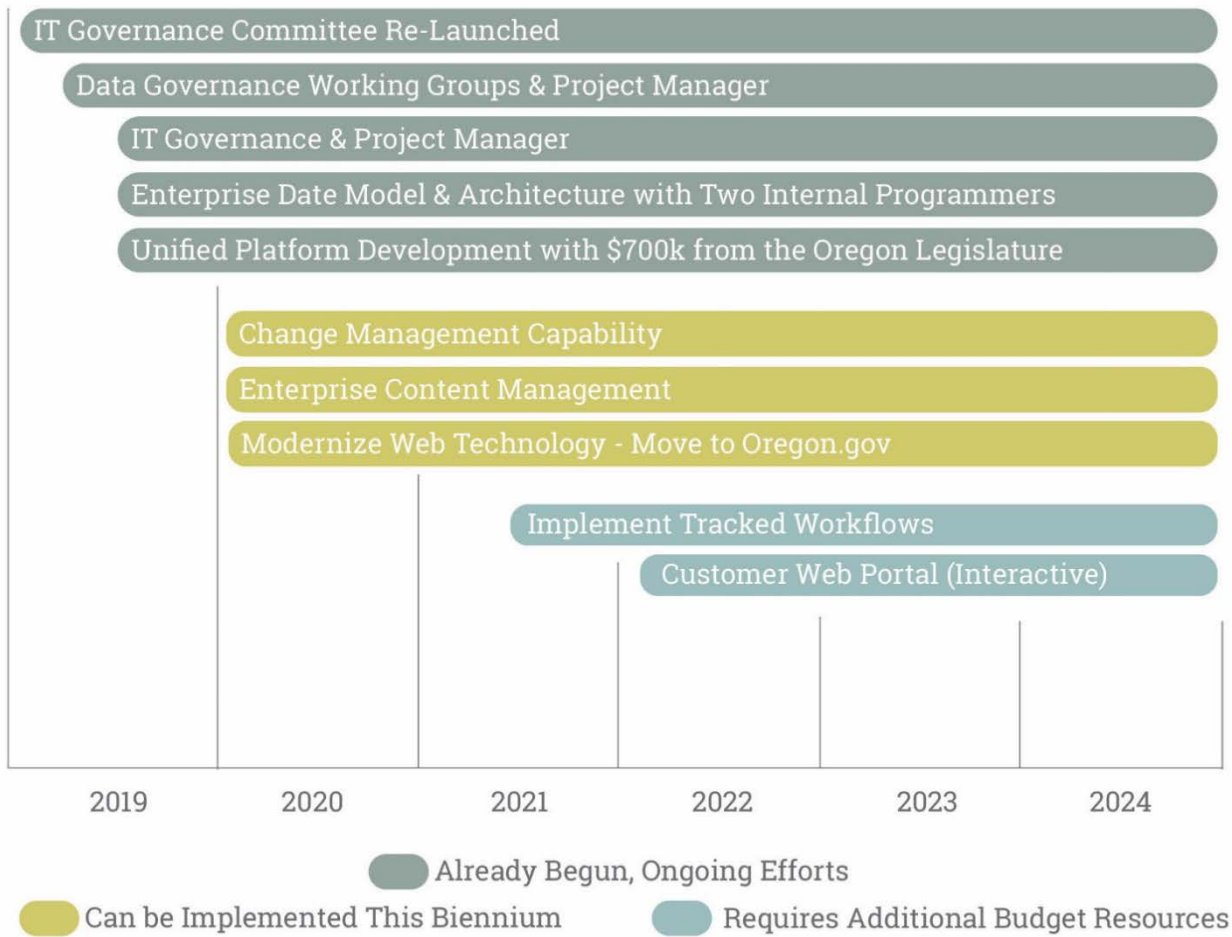 IT Governance Committee Re-Launched
Data Governance Working Groups & Project Manager
IT Governance & Project Manager
Enterprise Date Model & Architecture with Two Internal Programmers
Unified Platform Development with $700k from the Oregon Legislature
Change Management Capability
Enterprise Content Management
Modernize Web Technology - Move to Oregon.gov
Implement Tracked Workflows
Customer Web Portal (Interactive)
2019 2020 2021 2022 2023 2024
Already Begun, Ongoing Efforts
Can be Implemented This Biennium Requires Additional Budget Resources